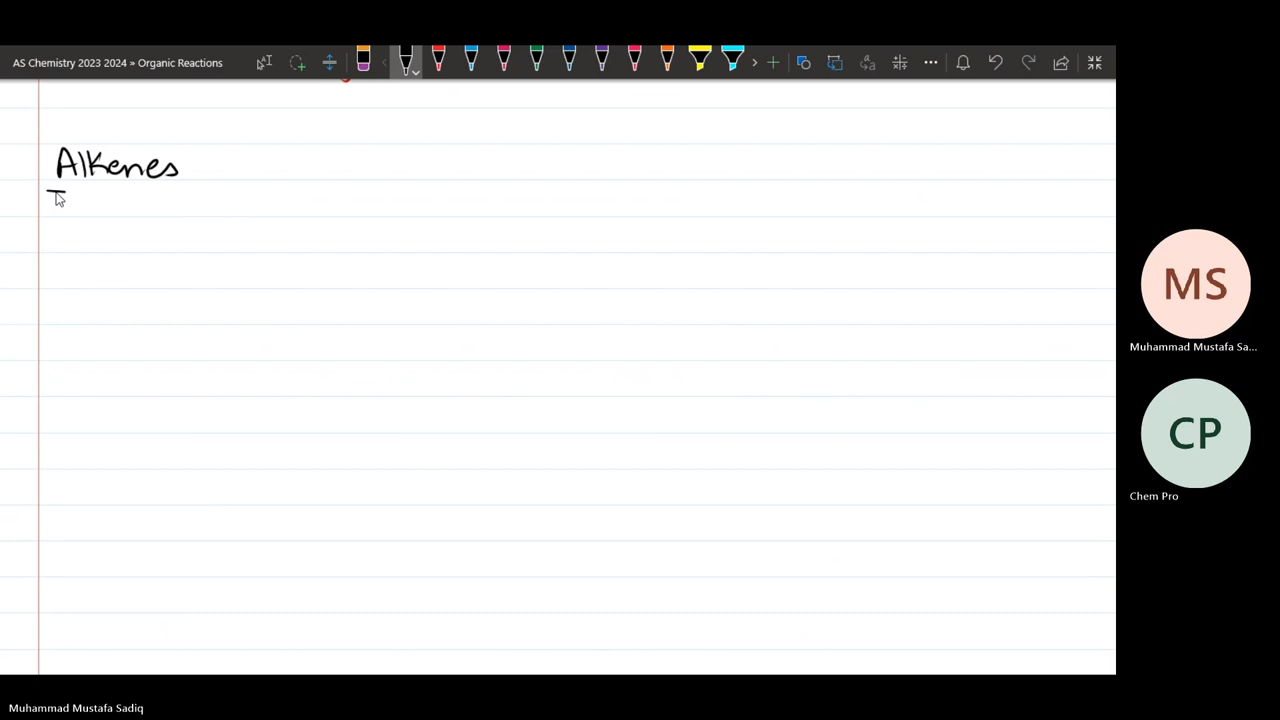 AS Chemistry 2023 2024 » Organic Reactions
Alkenes
MS
Muhammad Mustafa Sa...
CP
Chem Pro
Muhammad Mustafa Sadiq